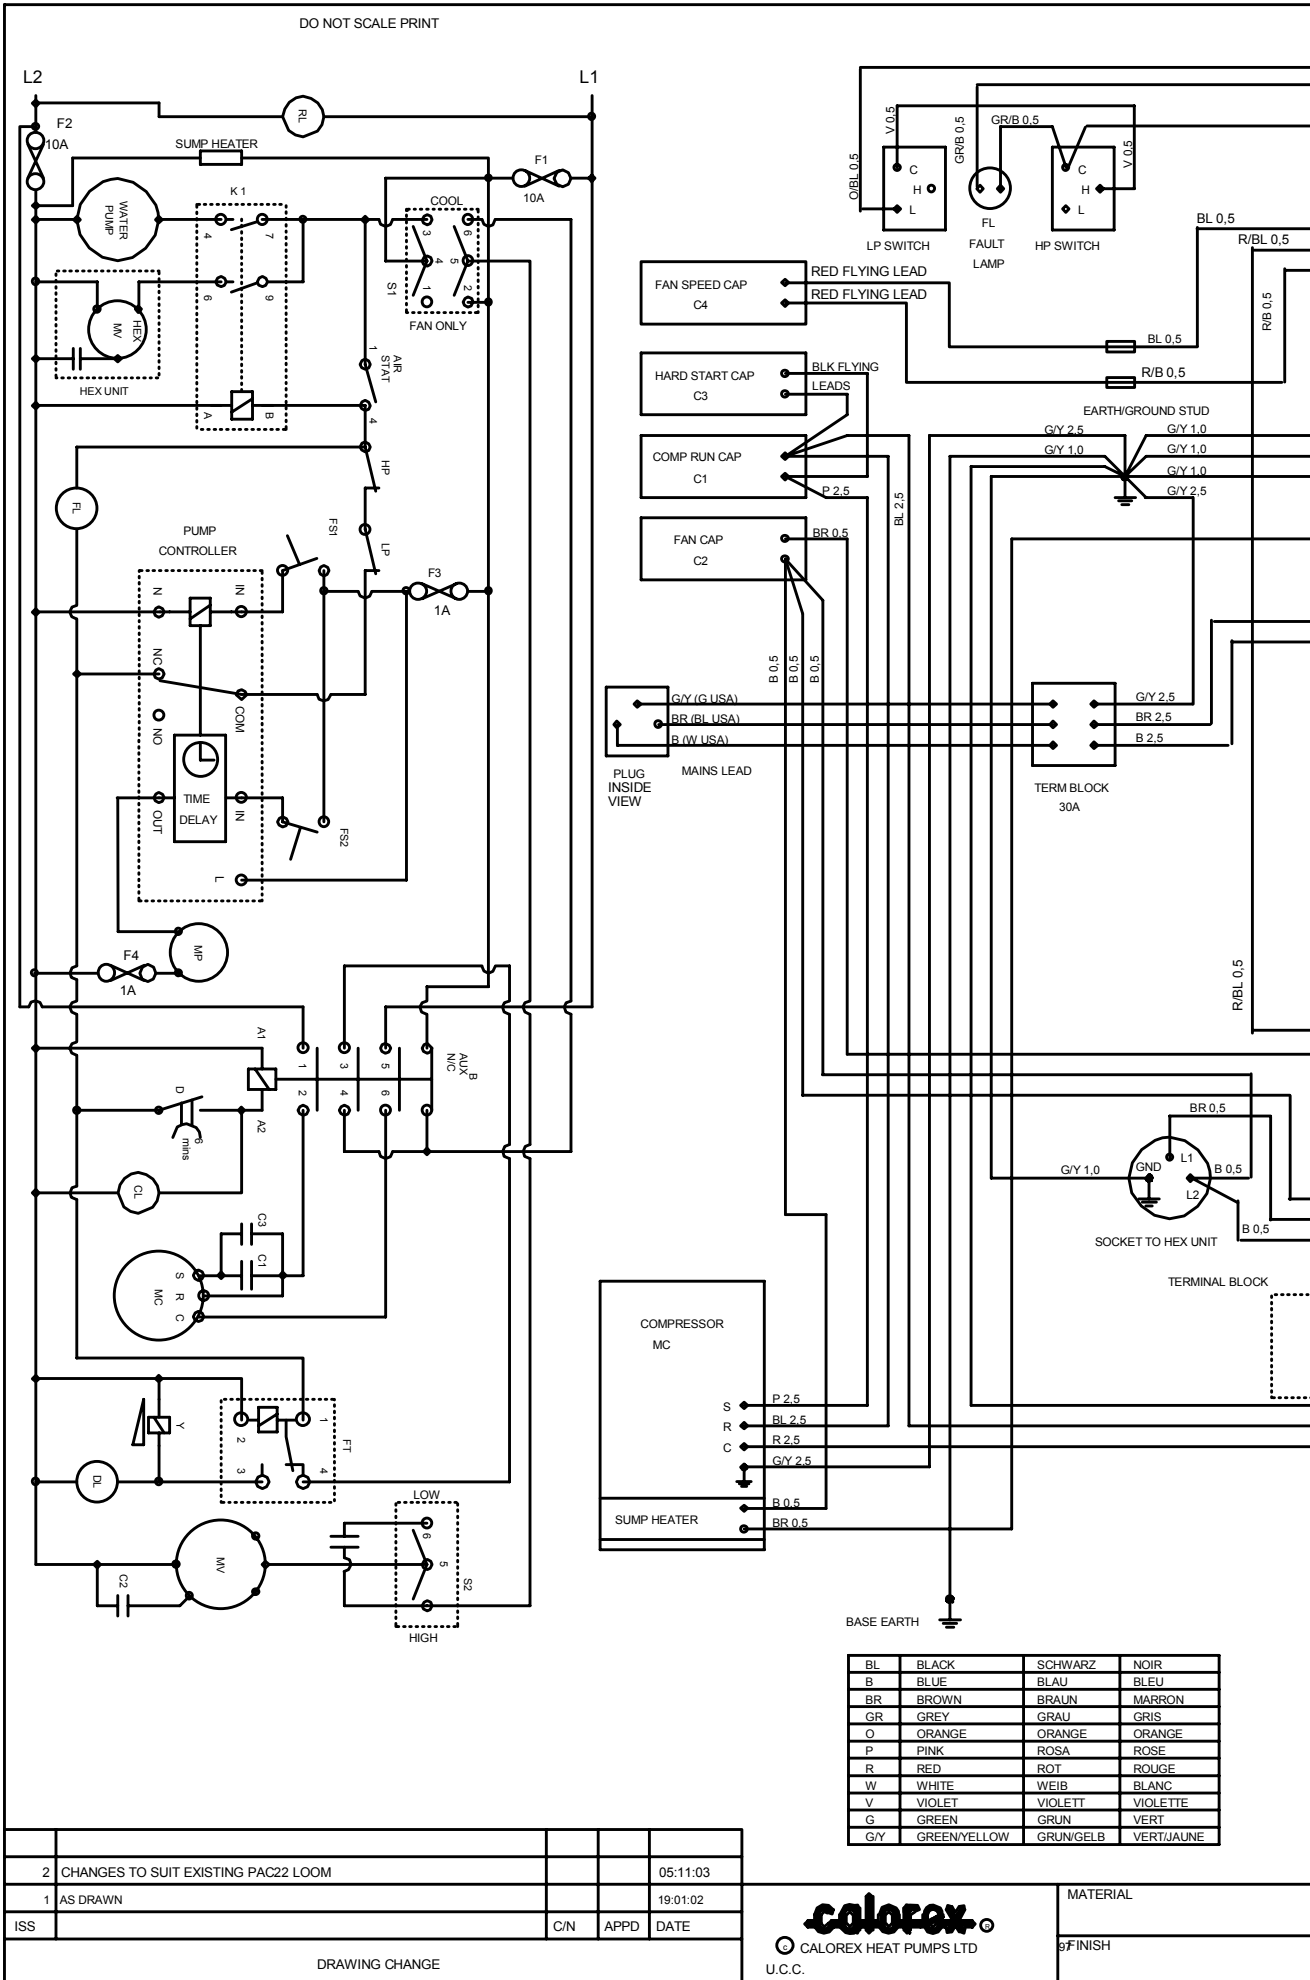 DO NOT SCALE PRINT
L2
L1
RL
F2
10A
SUMP HEATER
F1
10A
K 1
WATER
PUMP
4
7
6
9
A
B
COOL
3
6
4
5
1
2
S1
FAN ONLY
HEX
MV
HEX UNIT
1
AIR
STAT
4
HP
LP
FL
PUMP
CONTROLLER
FS1
F3
1A
N
IN
NC
COM
NO
TIME
DELAY
OUT
IN
FS2
L
MP
F4
1A
A1
1
3
5
AUX
N/C
B
2
4
6
A2
D
6
mins
CL
C3
C1
S
R
C
MC
Y
1
2
FT
3
4
DL
LOW
6
5
S2
HIGH
MV
C2
O/BL 0,5
V 0,5
GR/B 0,5
GR/B 0,5
V 0,5
C
H
L
LP SWITCH
FL
FAULT
LAMP
C
H
L
HP SWITCH
BL 0,5
R/BL 0,5
R/B 0,5
FAN SPEED CAP
C4
RED FLYING LEAD
RED FLYING LEAD
BL 0,5
R/B 0,5
HARD START CAP
C3
BLK FLYING
LEADS
EARTH/GROUND STUD
G/Y 2,5
G/Y 1,0
G/Y 1,0
G/Y 1,0
G/Y 1,0
G/Y 2,5
COMP RUN CAP
C1
P 2,5
BL 2,5
FAN CAP
C2
BR 0,5
B 0,5
B 0,5
B 0,5
G/Y (G USA)
BR (BL USA)
B (W USA)
PLUG
INSIDE
VIEW
MAINS LEAD
G/Y 2,5
BR 2,5
B 2,5
TERM BLOCK
30A
R/BL 0,5
BR 0,5
G/Y 1,0
GND
L1
L2
B 0,5
B 0,5
SOCKET TO HEX UNIT
TERMINAL BLOCK
COMPRESSOR
MC
S
P 2,5
R
BL 2,5
C
R 2,5
G/Y 2,5
SUMP HEATER
B 0,5
BR 0,5
BASE EARTH
BL BLACK SCHWARZ NOIR
B BLUE BLAU BLEU
BR BROWN BRAUN MARRON
GR GREY GRAU GRIS
O ORANGE ORANGE ORANGE
P PINK ROSA ROSE
R RED ROT ROUGE
W WHITE WEIB BLANC
V VIOLET VIOLETT VIOLETTE
G GREEN GRUN VERT
G/Y GREEN/YELLOW GRUN/GELB VERT/JAUNE
2 CHANGES TO SUIT EXISTING PAC22 LOOM 05:11:03
1 AS DRAWN 19:01:02
ISS C/N APPD DATE
DRAWING CHANGE
calorex ®
© CALOREX HEAT PUMPS LTD
U.C.C.
MATERIAL
97
FINISH